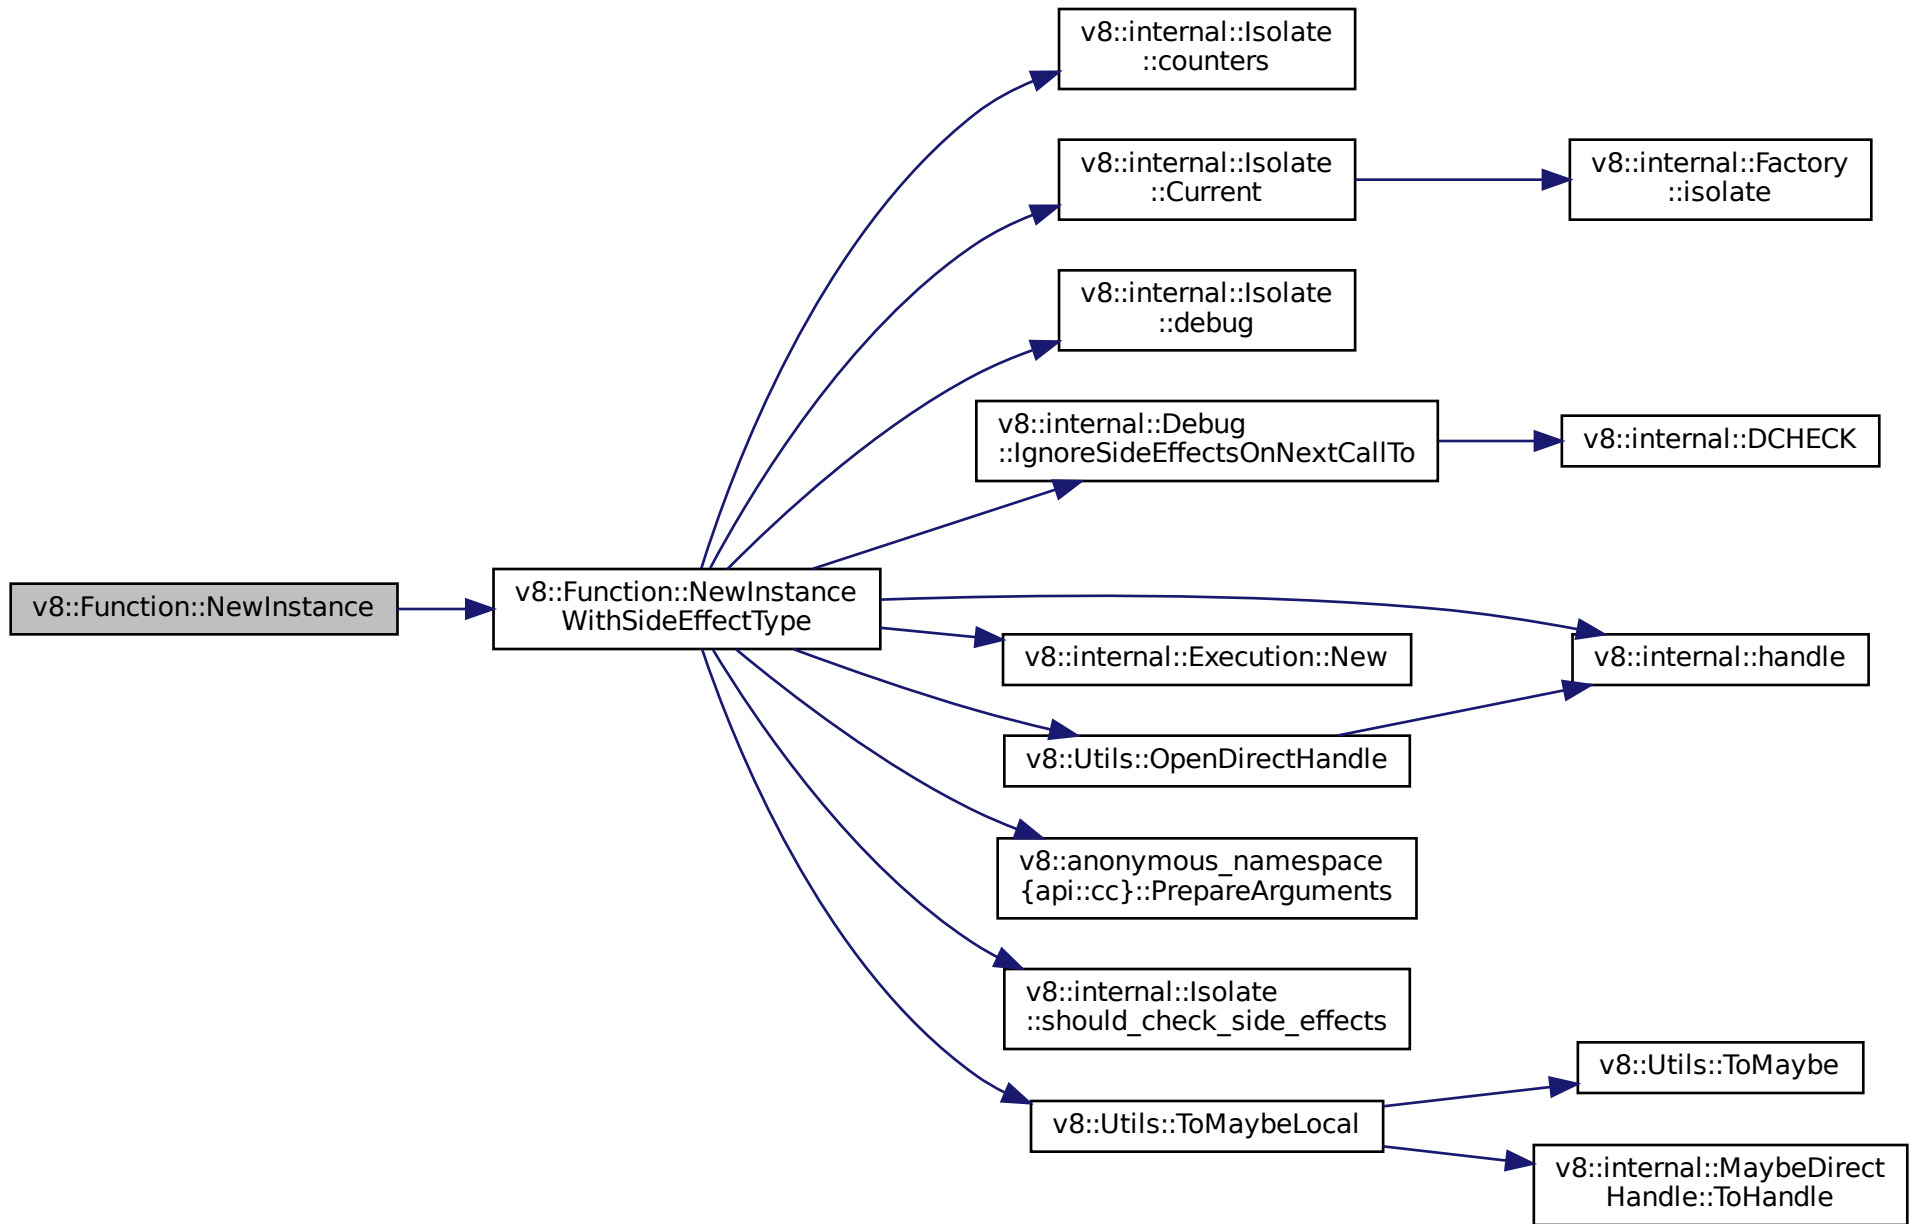 v8::Function::NewInstance
v8::Function::NewInstance
WithSideEffectType
v8::internal::Isolate
::counters
v8::internal::Isolate
::Current
v8::internal::Factory
::isolate
v8::internal::Isolate
::debug
v8::internal::Debug
::IgnoreSideEffectsOnNextCallTo
v8::internal::DCHECK
v8::internal::handle
v8::internal::Execution::New
v8::Utils::OpenDirectHandle
v8::anonymous_namespace
{api::cc}::PrepareArguments
v8::internal::Isolate
::should_check_side_effects
v8::Utils::ToMaybeLocal
v8::Utils::ToMaybe
v8::internal::MaybeDirect
Handle::ToHandle